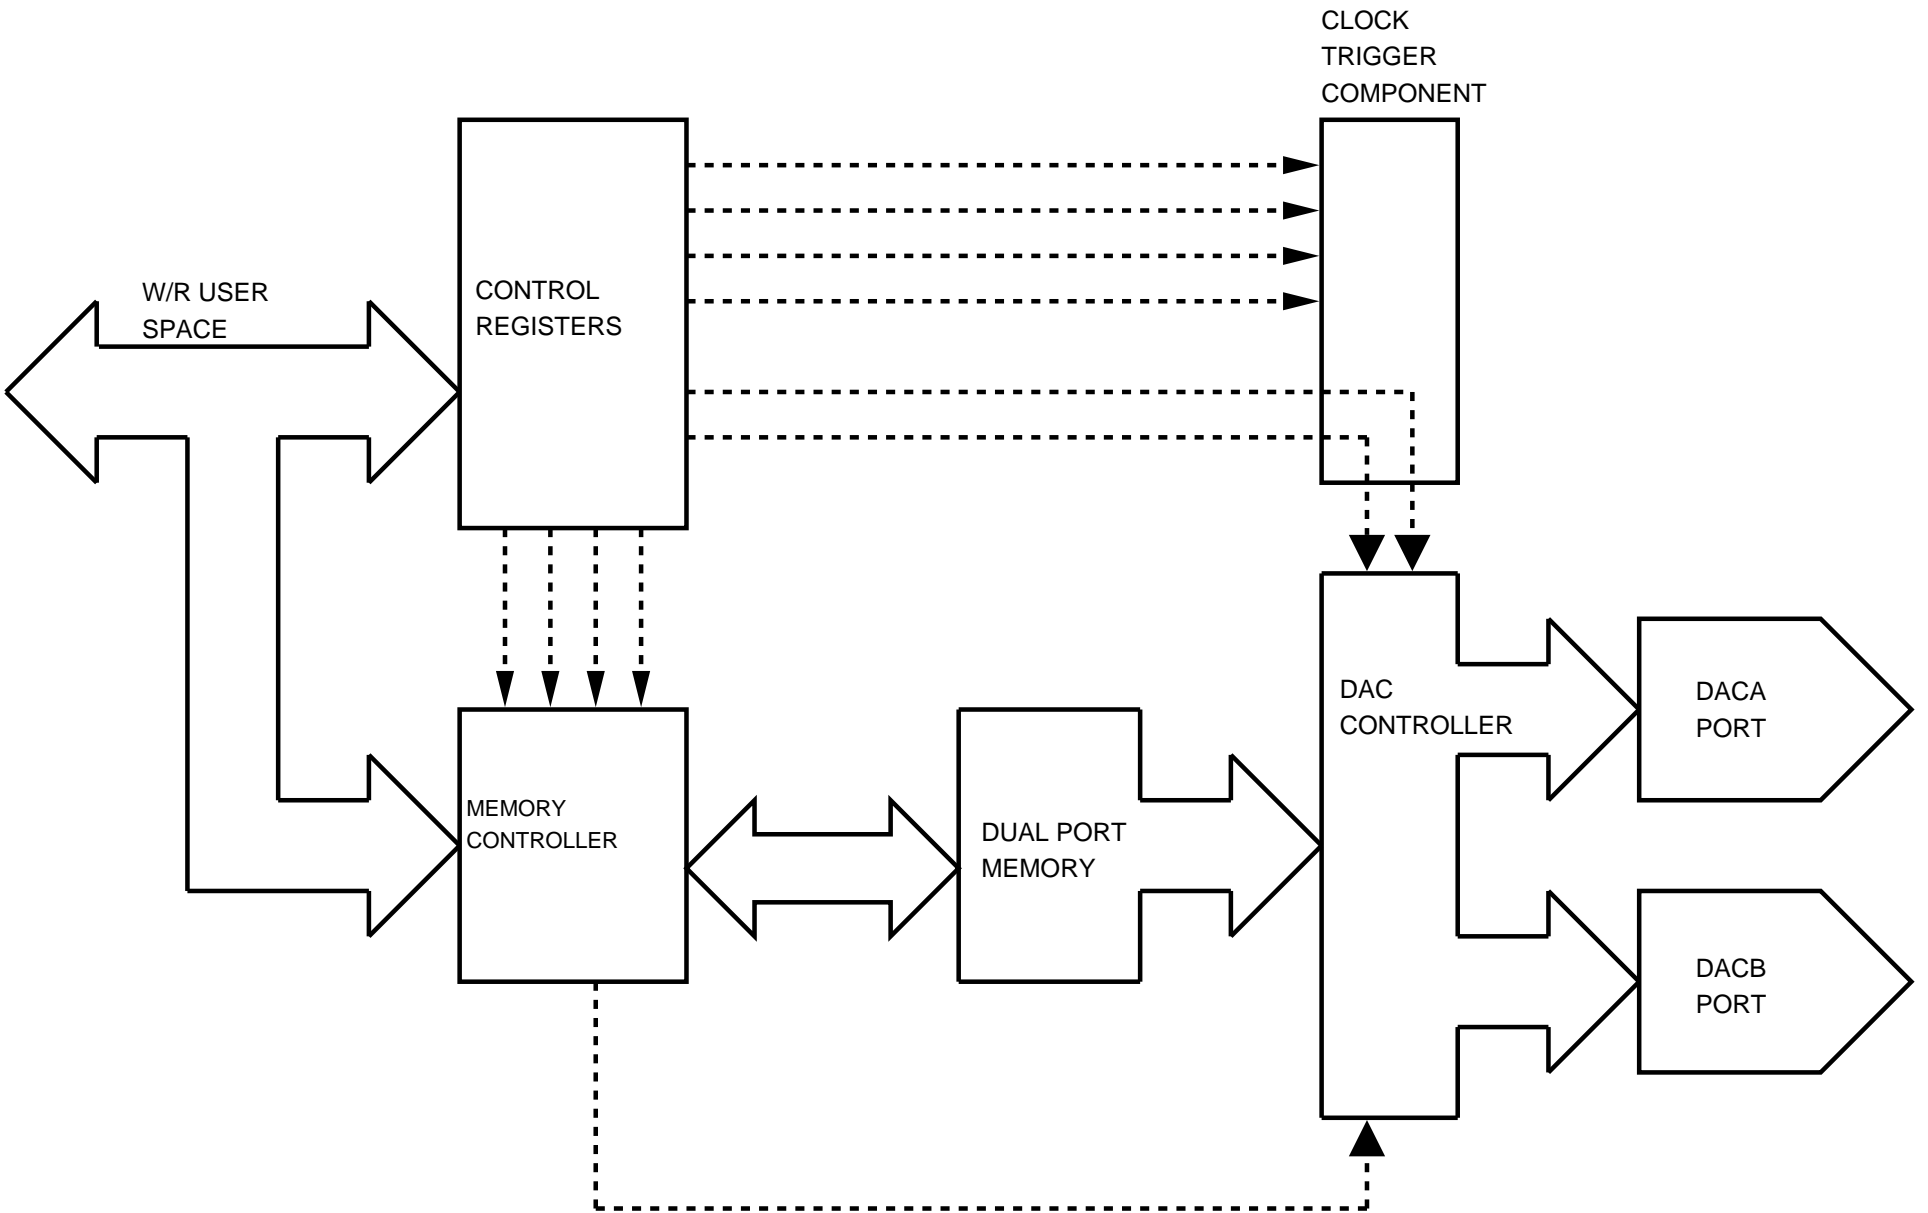 CLOCK
TRIGGER
COMPONENT
W/R USER
SPACE
CONTROL
REGISTERS
MEMORY
CONTROLLER
DUAL PORT
MEMORY
DAC
CONTROLLER
DACA
PORT
DACB
PORT